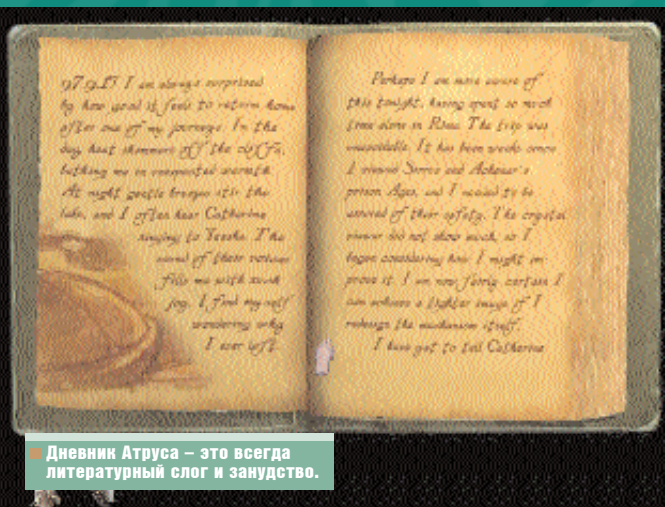 97.9.15 I am always surprised
by how good it feels to return home
after one of my journeys. In the
day, heat shimmers off the cliffs,
bathing me in unexpected warmth.
At night gentle breezes stir the
lake, and I often hear Catherine
singing to Yeesha. The
sound of their voices
fills me with such
joy. I find myself
wondering why
I ever left.
Perhaps I am more aware of
this tonight, having spent so much
time alone in Rime. The trip was
unavoidable. It has been weeks since
I viewed Sirrus and Achenar's
prison Ages, and I needed to be
assured of their safety. The crystal
viewer did not show much, so I
began considering how I might im-
prove it. I am now fairly certain I
can achieve a tighter image if I
redesign the mechanism itself.
I have yet to tell Catherine
Дневник Атруса – это всегда
литературный слог и занудство.